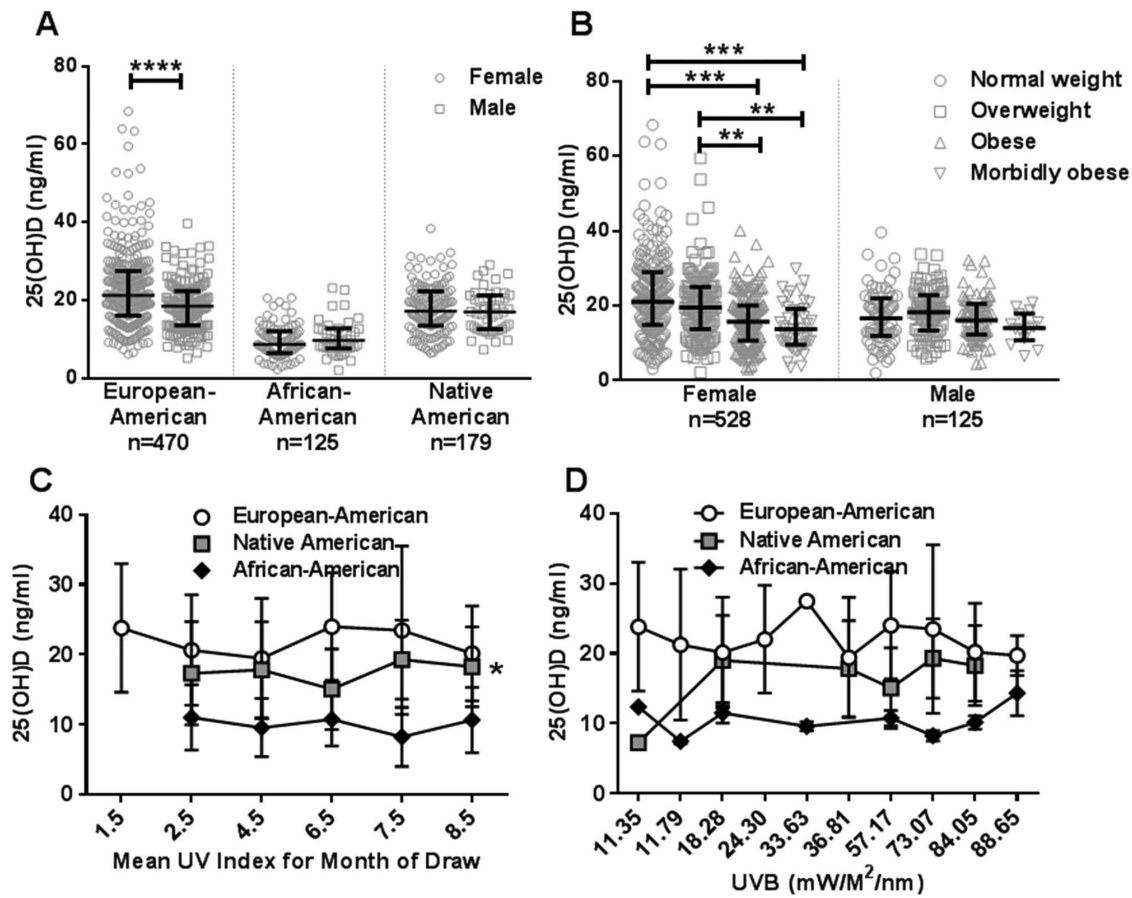 A
25(OH)D (ng/ml)
80
60
40
20
0
****
Female
Male
European-
American
n=470
African-
American
n=125
Native
American
n=179
B
25(OH)D (ng/ml)
80
60
40
20
0
***
***
**
**
Normal weight
Overweight
Obese
Morbidly obese
Female
n=528
Male
n=125
C
25(OH)D (ng/ml)
40
30
20
10
0
European-American
Native American
African-American
*
1.5
2.5
4.5
6.5
7.5
8.5
Mean UV Index for Month of Draw
D
25(OH)D (ng/ml)
40
30
20
10
0
European-American
Native American
African-American
11.35
11.79
18.28
24.30
33.63
36.81
57.17
73.07
84.05
88.65
UVB (mW/M²/nm)